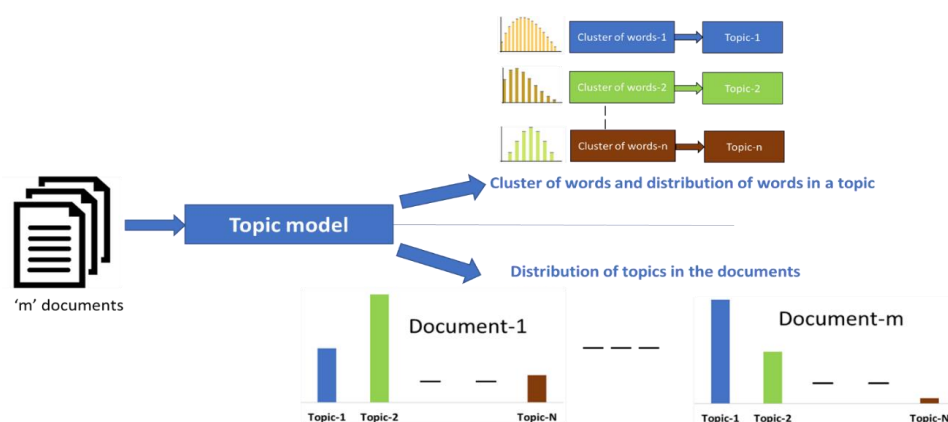 Cluster of words-1
Topic-1
Cluster of words-2
Topic-2
Cluster of words-n
Topic-n
Cluster of words and distribution of words in a topic
Topic model
'm' documents
Distribution of topics in the documents
Document-1
Topic-1 Topic-2 Topic-N
Document-m
Topic-1 Topic-2 Topic-N